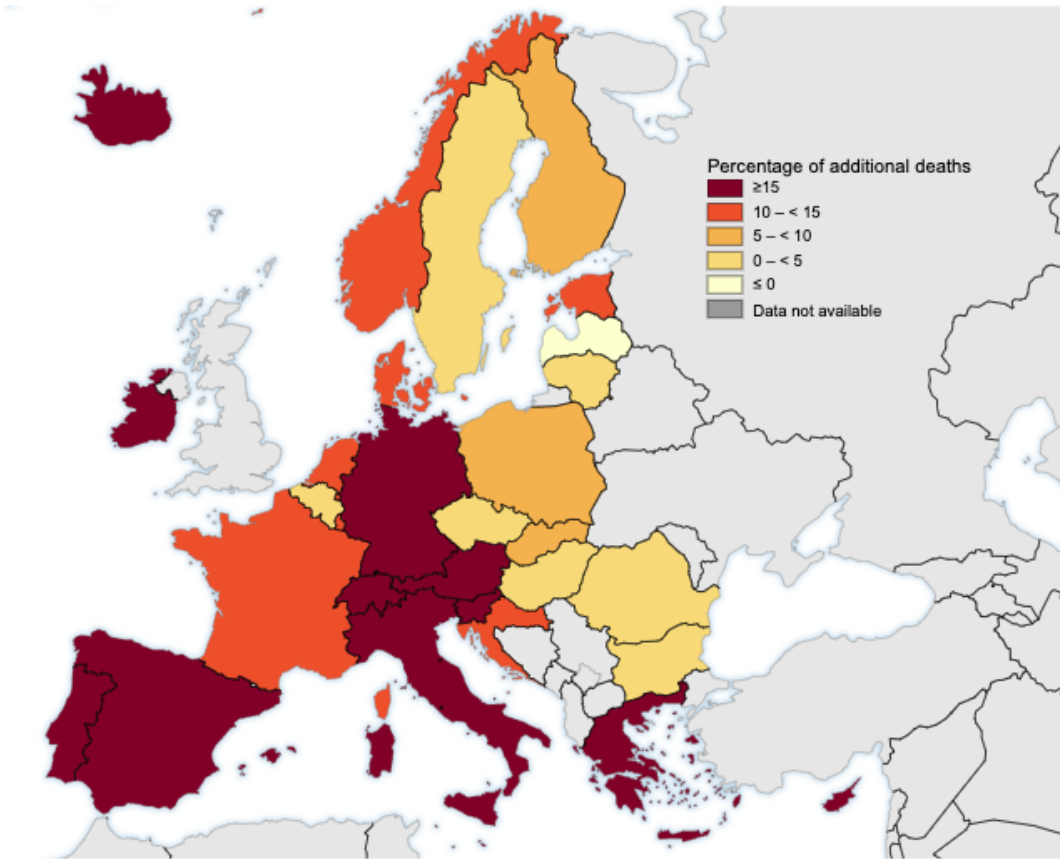 Percentage of additional deaths
≥15
10 – < 15
5 – < 10
0 – < 5
≤ 0
Data not available